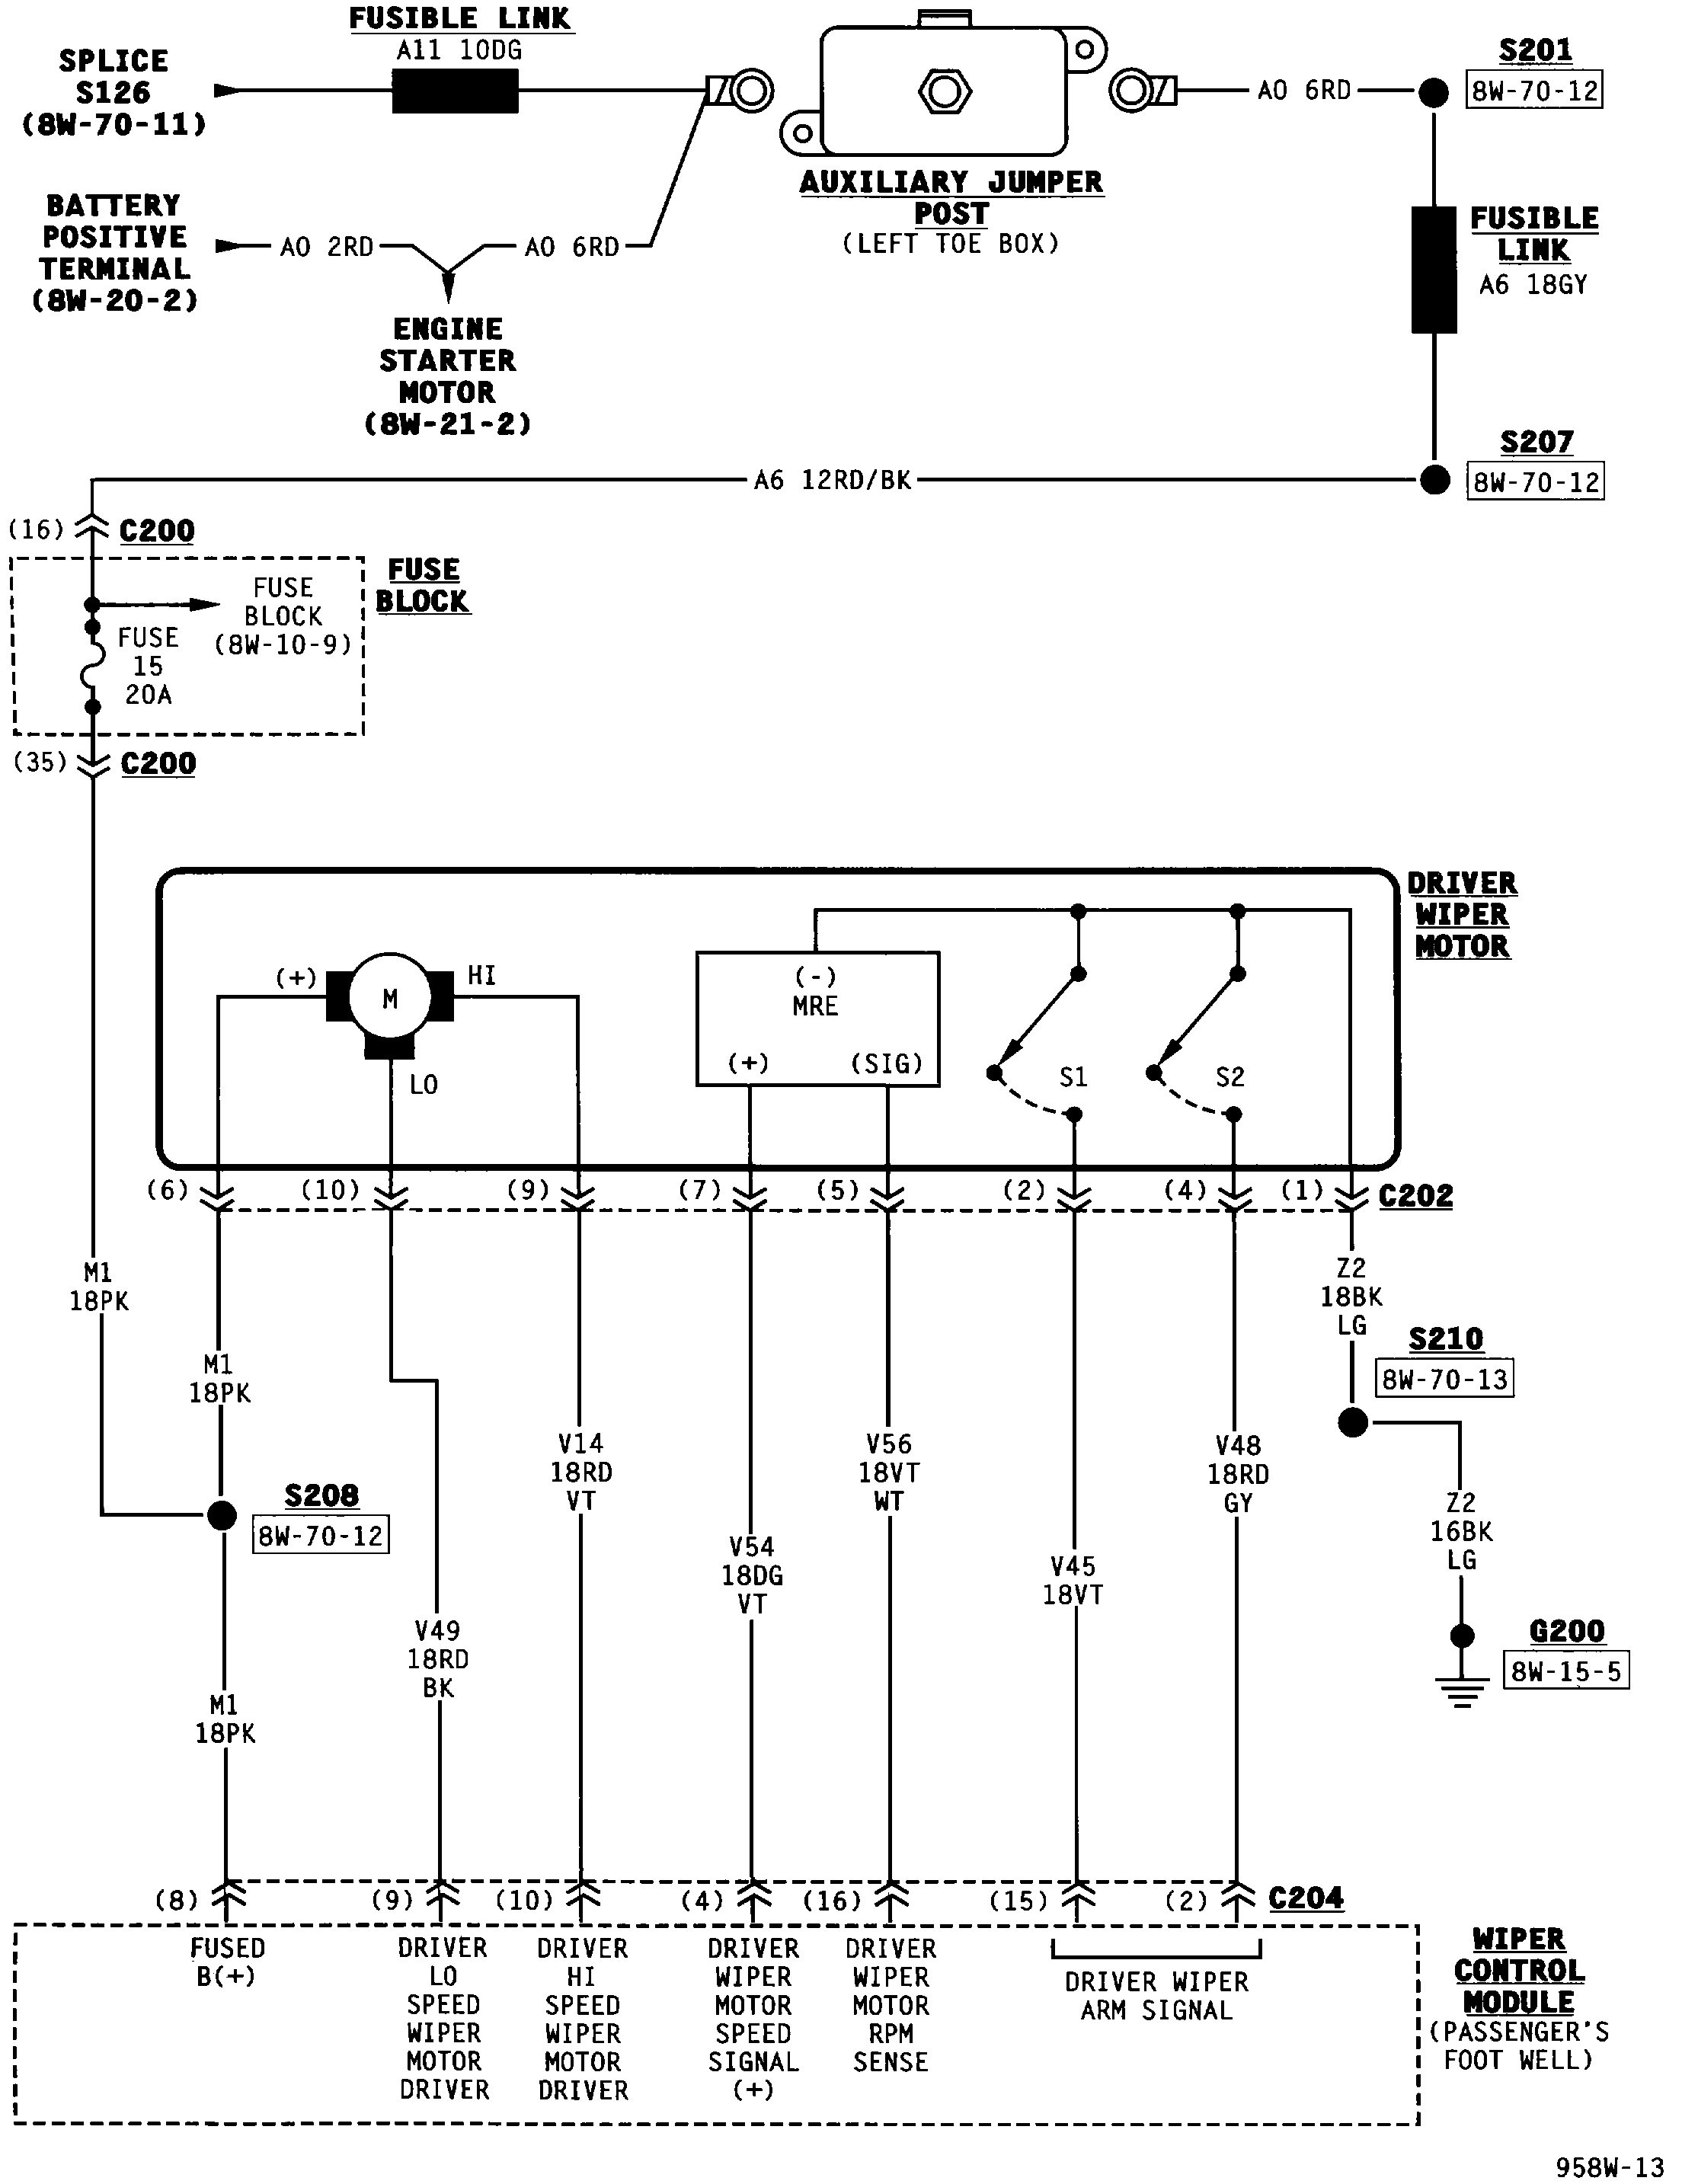 FUSIBLE LINK
A11 10DG
SPLICE
S126
(8W-70-11)
BATTERY
POSITIVE
TERMINAL
(8W-20-2)
A0 2RD
A0 6RD
ENGINE
STARTER
MOTOR
(8W-21-2)
AUXILIARY JUMPER
POST
(LEFT TOE BOX)
A0 6RD
S201
8W-70-12
FUSIBLE
LINK
A6 18GY
S207
8W-70-12
A6 12RD/BK
(16) C200
FUSE
BLOCK
FUSE
BLOCK
(8W-10-9)
FUSE
15
20A
(35) C200
DRIVER
WIPER
MOTOR
(+)
M
HI
LO
(-)
MRE
(+) (SIG)
S1
S2
(6) (10) (9) (7) (5) (2) (4) (1) C202
M1
18PK
M1
18PK
S208
8W-70-12
M1
18PK
V49
18RD
BK
V14
18RD
VT
V54
18DG
VT
V56
18VT
WT
V45
18VT
V48
18RD
GY
Z2
18BK
LG
S210
8W-70-13
Z2
16BK
LG
G200
8W-15-5
(8) (9) (10) (4) (16) (15) (2) C204
FUSED
B(+)
DRIVER
LO
SPEED
WIPER
MOTOR
DRIVER
DRIVER
HI
SPEED
WIPER
MOTOR
DRIVER
DRIVER
WIPER
MOTOR
SPEED
SIGNAL
(+)
DRIVER
WIPER
MOTOR
RPM
SENSE
DRIVER WIPER
ARM SIGNAL
WIPER
CONTROL
MODULE
(PASSENGER'S
FOOT WELL)
958W-13